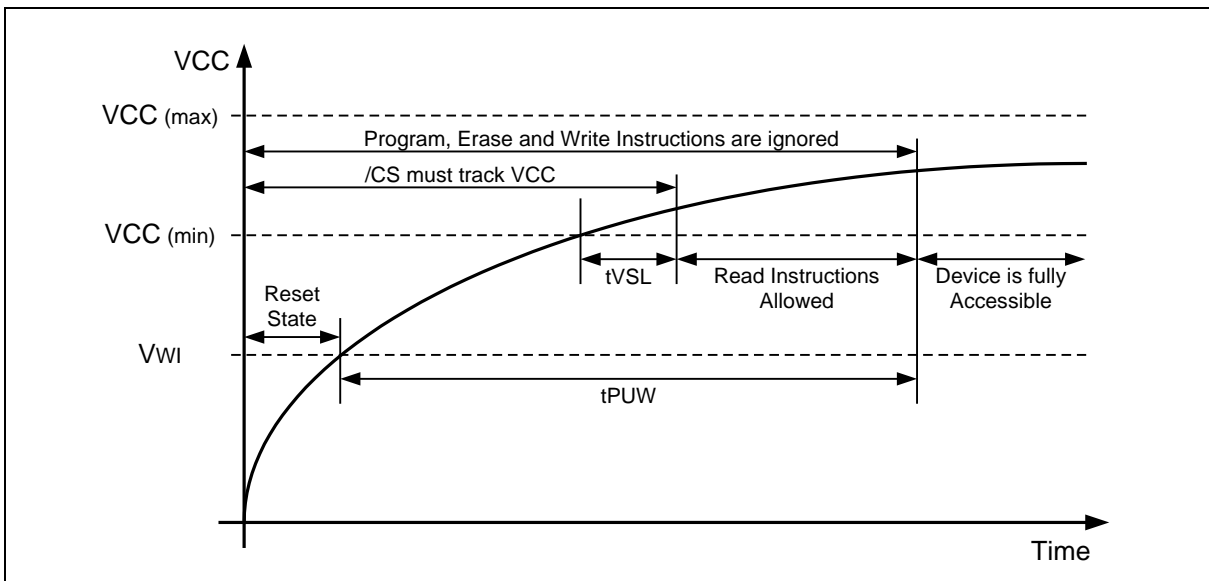 VCC
VCC (max)
Program, Erase and Write Instructions are ignored
/CS must track VCC
VCC (min)
tVSL
Read Instructions
Allowed
Device is fully
Accessible
Reset
State
VWI
tPUW
Time